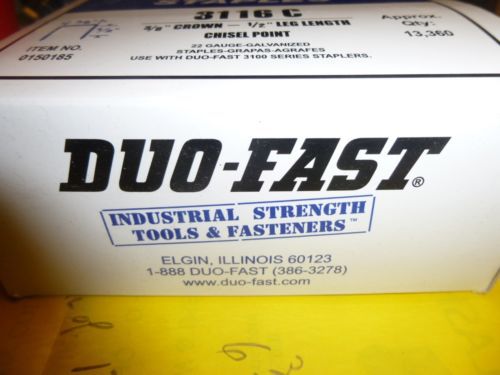 3116 C
3/8" CROWN — 1/2" LEG LENGTH
CHISEL POINT
22 GAUGE-GALVANIZED
STAPLES-GRAPAS-AGRAFES
USE WITH DUO-FAST 3100 SERIES STAPLERS.
ITEM NO.
0150185
Approx.
Qty:
13,360
DUO-FAST®
INDUSTRIAL STRENGTH
TOOLS & FASTENERS™
ELGIN, ILLINOIS 60123
1-888 DUO-FAST (386-3278)
www.duo-fast.com